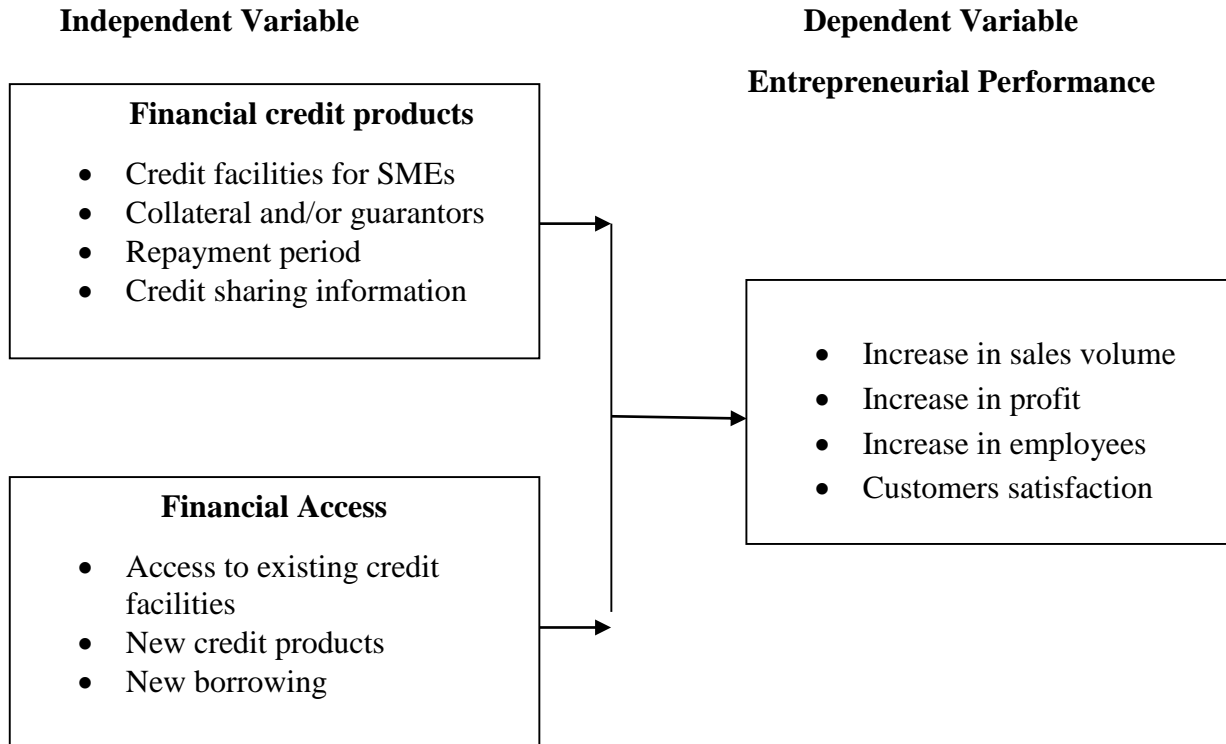 Independent Variable
Dependent Variable
Entrepreneurial Performance
Financial credit products
• Credit facilities for SMEs
• Collateral and/or guarantors
• Repayment period
• Credit sharing information
Financial Access
• Access to existing credit
facilities
• New credit products
• New borrowing
• Increase in sales volume
• Increase in profit
• Increase in employees
• Customers satisfaction